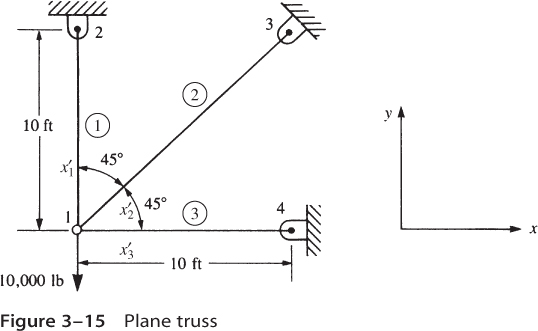 2
3
②
y
10 ft
①
45°
x′₁
x′₂
45°
③
4
1
x
x′₃
10 ft
10,000 lb
Figure 3–15 Plane truss